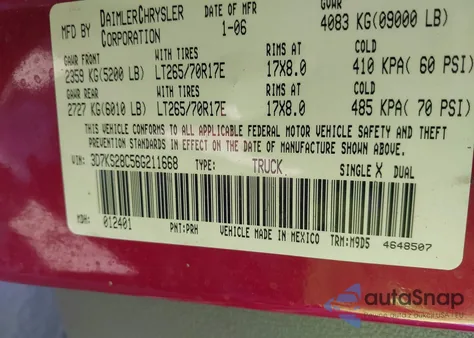 MFD BY DAIMLERCHRYSLER CORPORATION DATE OF MFR 1-06 GVWR 4083 KG(09000 LB)
GAWR FRONT WITH TIRES RIMS AT COLD
2359 KG(5200 LB) LT265/70R17E 17X8.0 410 KPA( 60 PSI)
GAWR REAR WITH TIRES RIMS AT COLD
2727 KG(6010 LB) LT265/70R17E 17X8.0 485 KPA( 70 PSI)
THIS VEHICLE CONFORMS TO ALL APPLICABLE FEDERAL MOTOR VEHICLE SAFETY AND THEFT
PREVENTION STANDARDS IN EFFECT ON THE DATE OF MANUFACTURE SHOWN ABOVE.
VIN: 3D7KS28C56G211668 TYPE: TRUCK SINGLE X DUAL
MDH: 012401 PNT: PRH VEHICLE MADE IN MEXICO TRM: M9D5 4648507
autoSnap